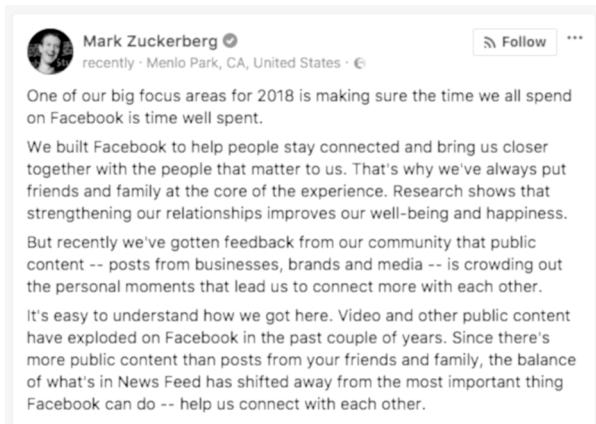 Mark Zuckerberg
Follow
recently · Menlo Park, CA, United States ·
One of our big focus areas for 2018 is making sure the time we all spend
on Facebook is time well spent.
We built Facebook to help people stay connected and bring us closer
together with the people that matter to us. That's why we've always put
friends and family at the core of the experience. Research shows that
strengthening our relationships improves our well-being and happiness.
But recently we've gotten feedback from our community that public
content -- posts from businesses, brands and media -- is crowding out
the personal moments that lead us to connect more with each other.
It's easy to understand how we got here. Video and other public content
have exploded on Facebook in the past couple of years. Since there's
more public content than posts from your friends and family, the balance
of what's in News Feed has shifted away from the most important thing
Facebook can do -- help us connect with each other.